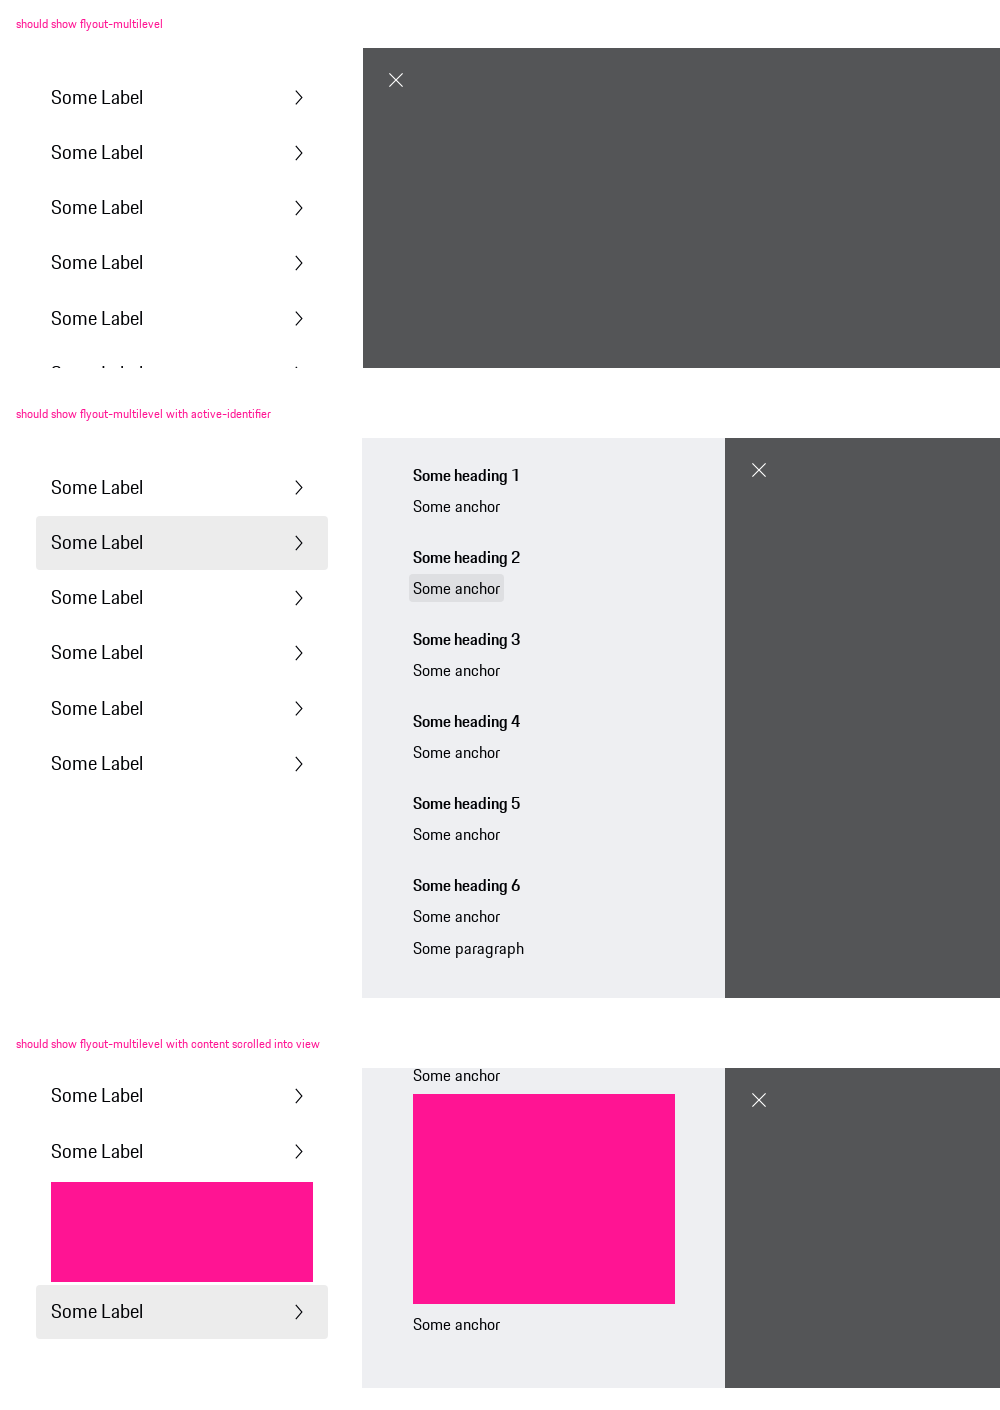 should show flyout-multilevel
Some Label
Some Label
Some Label
Some Label
Some Label
should show flyout-multilevel with active-identifier
Some Label
Some Label
Some Label
Some Label
Some Label
Some Label
Some heading 1
Some anchor
Some heading 2
Some anchor
Some heading 3
Some anchor
Some heading 4
Some anchor
Some heading 5
Some anchor
Some heading 6
Some anchor
Some paragraph
should show flyout-multilevel with content scrolled into view
Some Label
Some Label
Some Label
Some anchor
Some anchor